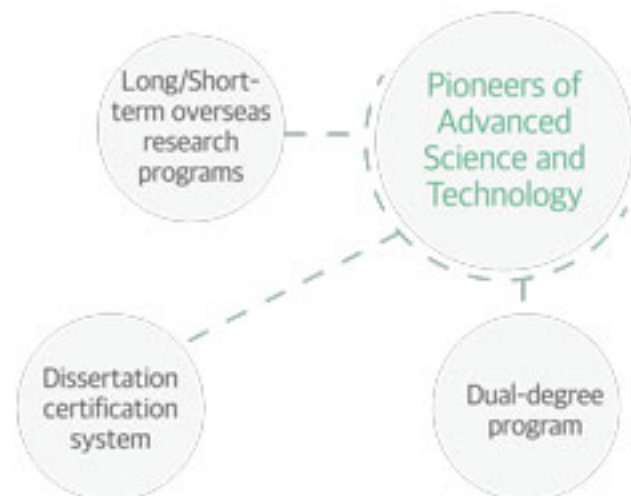 Long/Short-
term overseas
research
programs
Pioneers of
Advanced
Science and
Technology
Dissertation
certification
system
Dual-degree
program